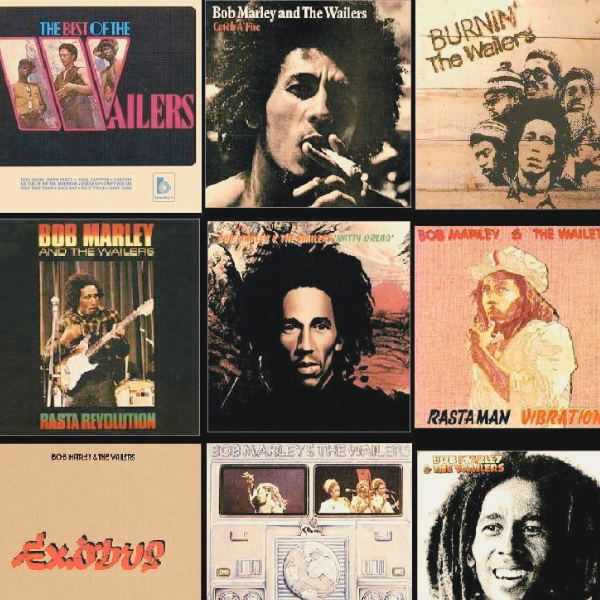 THE BEST OF THE
WAILERS
Bob Marley and The Wailers
Catch A Fire
BURNIN'
The Wailers
BOB MARLEY
AND THE WAILERS
RASTA REVOLUTION
BOB MARLEY & THE WAILERS 'NATTY DREAD'
BOB MARLEY & THE WAILE
RASTAMAN VIBRATION
BOB MARLEY & THE WAILERS
EXODUS
BOB MARLEY & THE WAILERS
BOB MARLEY
& THE WAILERS